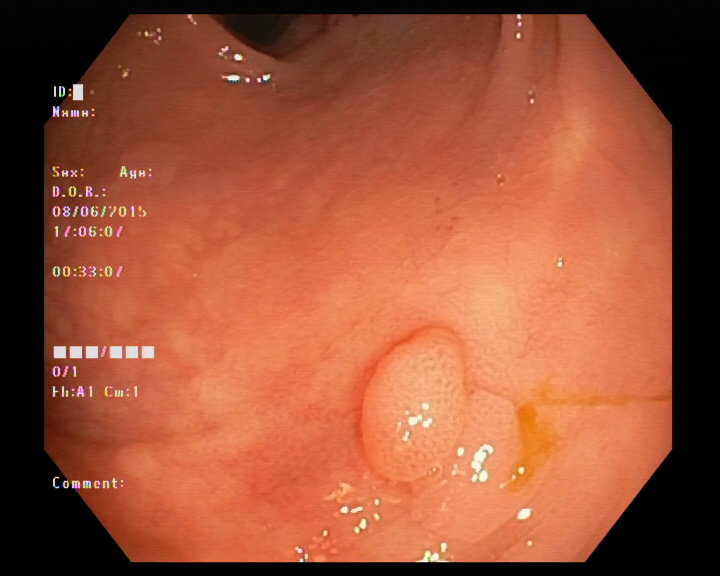 ID:
Name:
Sex: Age:
D.O.B.:
08/06/2015
17:06:07
00:33:07
■■■/■■■
0/1
Eh:A1 Cm:1
Comment: